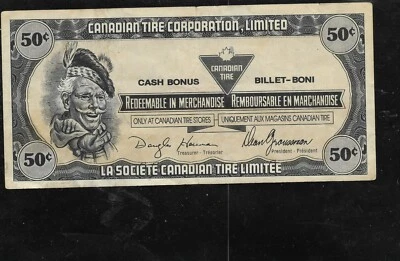 50¢ CANADIAN TIRE CORPORATION, LIMITED 50¢
CANADIAN
TIRE
CASH BONUS BILLET-BONI
REDEEMABLE IN MERCHANDISE REMBOURSABLE EN MARCHANDISE
ONLY AT CANADIAN TIRE STORES UNIQUEMENT AUX MAGASINS CANADIAN TIRE
Treasurer - Trésorier President - Président
50¢ LA SOCIÉTÉ CANADIAN TIRE LIMITÉE 50¢